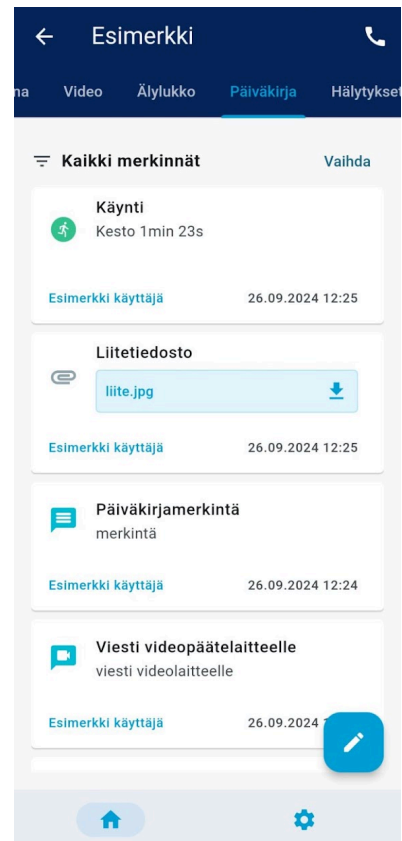 Esimerkki
na Video Älylukko Päiväkirja Hälytykset
Kaikki merkinnät Vaihda
Käynti
Kesto 1min 23s
Esimerkki käyttäjä 26.09.2024 12:25
Liitetiedosto
liite.jpg
Esimerkki käyttäjä 26.09.2024 12:25
Päiväkirjamerkintä
merkintä
Esimerkki käyttäjä 26.09.2024 12:24
Viesti videopäätelaitteelle
viesti videolaitteelle
Esimerkki käyttäjä 26.09.2024